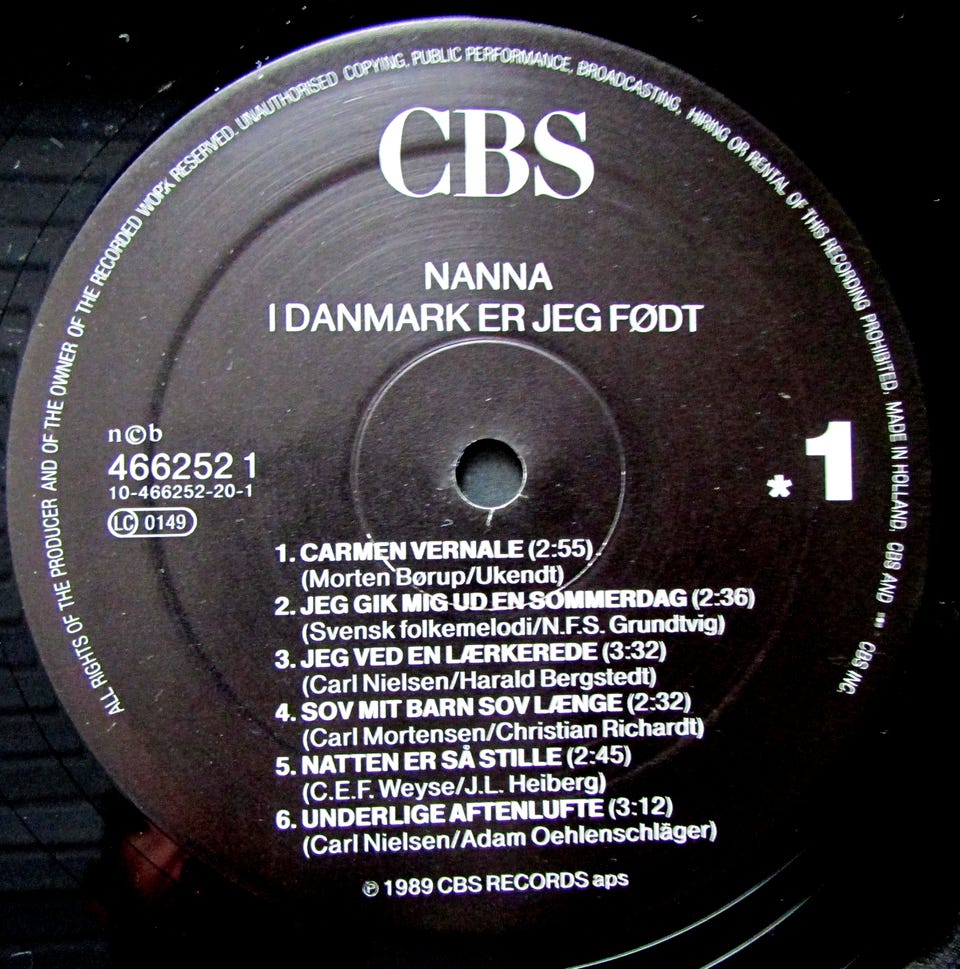 ALL RIGHTS OF THE PRODUCER AND OF THE OWNER OF THE RECORDED WORK RESERVED. UNAUTHORISED COPYING, PUBLIC PERFORMANCE, BROADCASTING, HIRING OR RENTAL OF THIS RECORDING PROHIBITED, MADE IN HOLLAND, CBS AND CBS INC.
CBS
NANNA
I DANMARK ER JEG FØDT
n©b
466252 1
10-466252-20-1
LC 0149
* 1
1. CARMEN VERNALE (2:55)
(Morten Børup/Ukendt)
2. JEG GIK MIG UD EN SOMMERDAG (2:36)
(Svensk folkemelodi/N.F.S. Grundtvig)
3. JEG VED EN LÆRKEREDE (3:32)
(Carl Nielsen/Harald Bergstedt)
4. SOV MIT BARN SOV LÆNGE (2:32)
(Carl Mortensen/Christian Richardt)
5. NATTEN ER SÅ STILLE (2:45)
(C.E.F. Weyse/J.L. Heiberg)
6. UNDERLIGE AFTENLUFTE (3:12)
(Carl Nielsen/Adam Oehlenschläger)
℗ 1989 CBS RECORDS aps